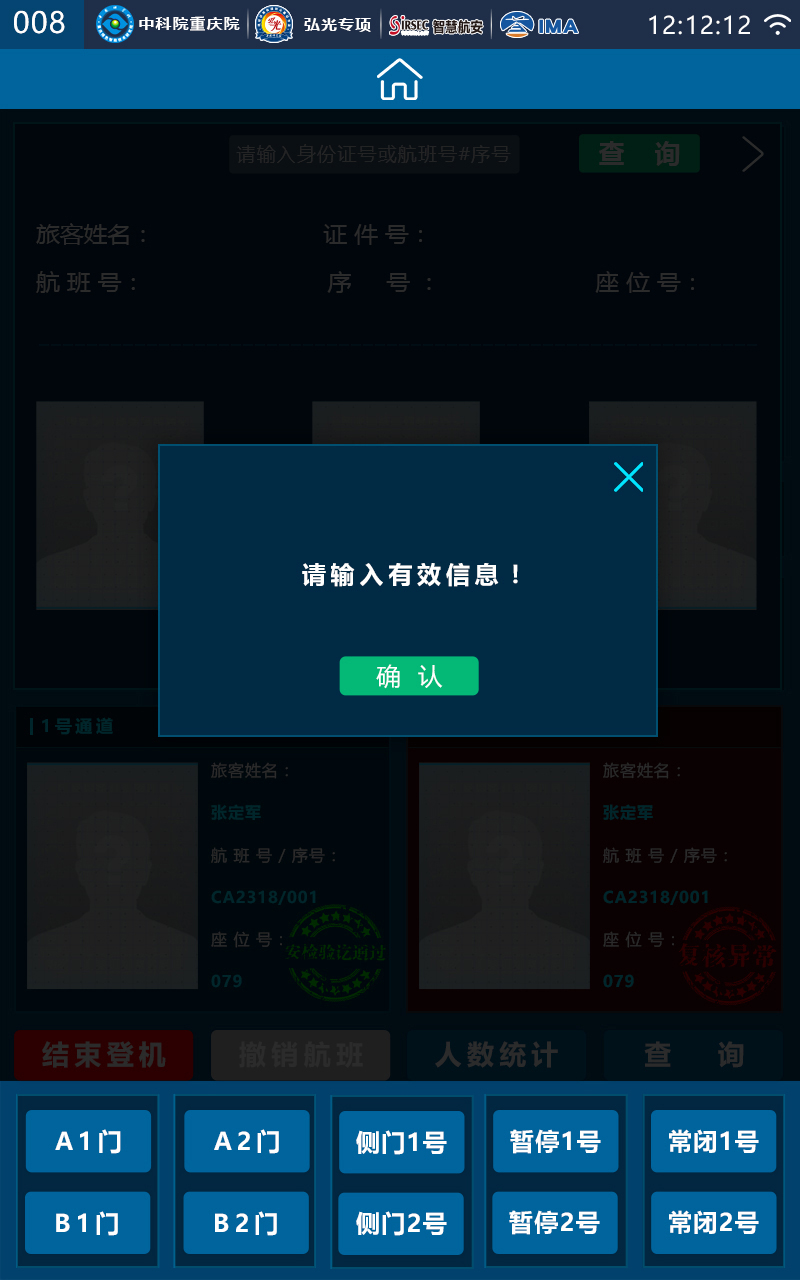 008 中科院重庆院 弘光专项 SiRSEC 智慧航安 IMA 12:12:12
请输入身份证号或航班号#序号 查 询
旅客姓名： 证件号：
航班号： 序 号： 座位号：
请输入有效信息！
确 认
1号通道
旅客姓名： 旅客姓名：
张定军 张定军
航班号/序号： 航班号/序号：
CA2318/001 CA2318/001
座位号： 座位号：
安检验讫通过 复核异常
079 079
结束登机 撤销航班 人数统计 查 询
A1门 A2门 侧门1号 暂停1号 常闭1号
B1门 B2门 侧门2号 暂停2号 常闭2号